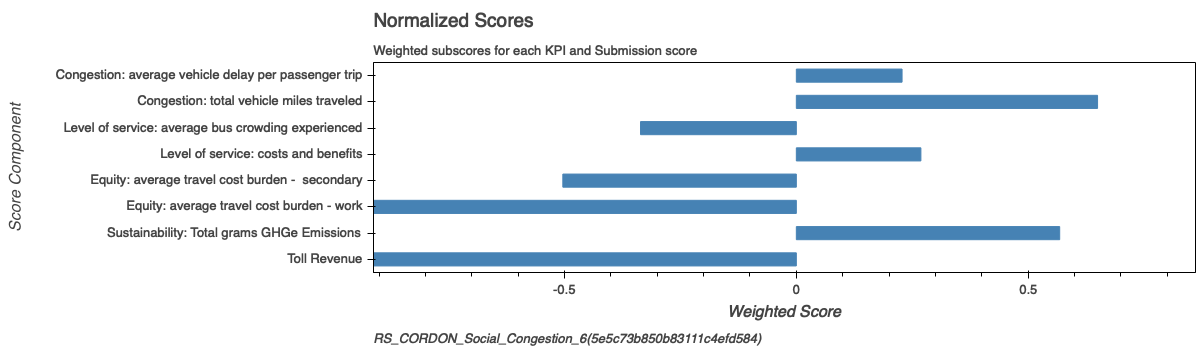 Normalized Scores
Weighted subscores for each KPI and Submission score
Score Component
Congestion: average vehicle delay per passenger trip
Congestion: total vehicle miles traveled
Level of service: average bus crowding experienced
Level of service: costs and benefits
Equity: average travel cost burden -  secondary
Equity: average travel cost burden - work
Sustainability: Total grams GHGe Emissions
Toll Revenue
-0.5 0 0.5
Weighted Score
RS_CORDON_Social_Congestion_6(5e5c73b850b83111c4efd584)